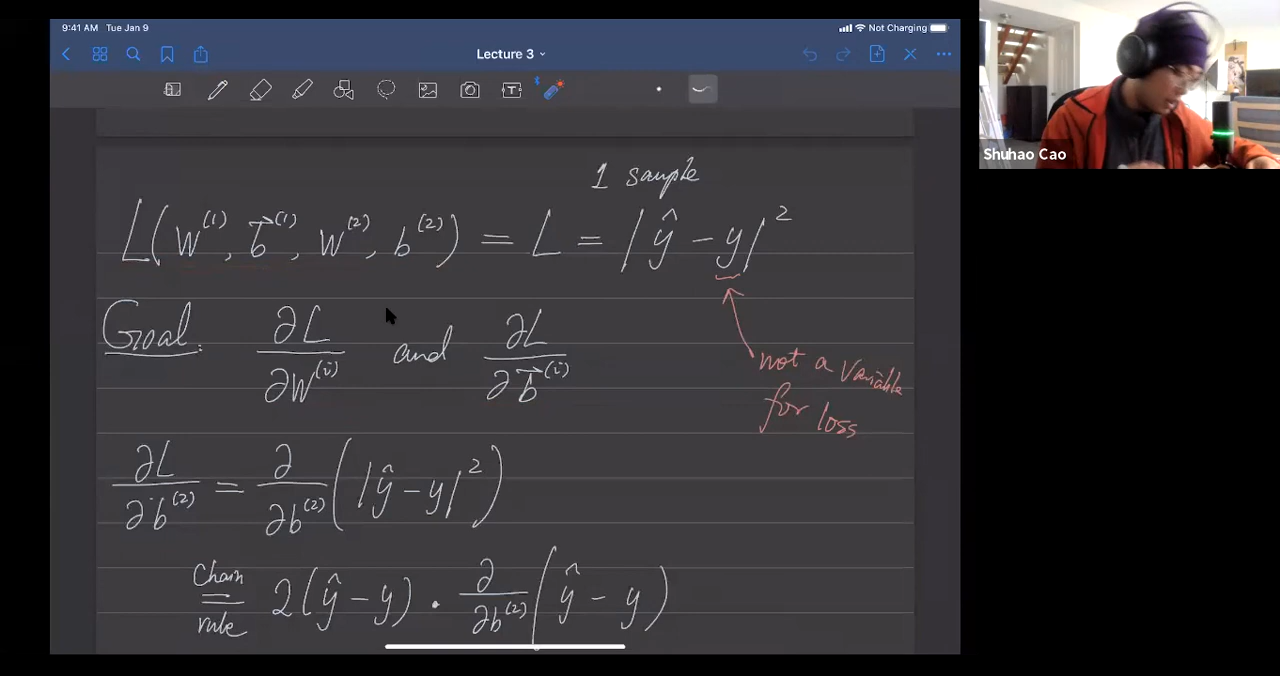 9:41 AM Tue Jan 9
Not Charging
Lecture 3
Shuhao Cao
1 sample
L(W^(1), b⃗^(1), W^(2), b^(2)) = L = |ŷ - y|^2
Goal: ∂L/∂W^(i) and ∂L/∂b⃗^(i)
not a variable
for loss
∂L/∂b^(2) = ∂/∂b^(2) (|ŷ - y|^2)
chain
rule
= 2(ŷ - y) · ∂/∂b^(2) (ŷ - y)